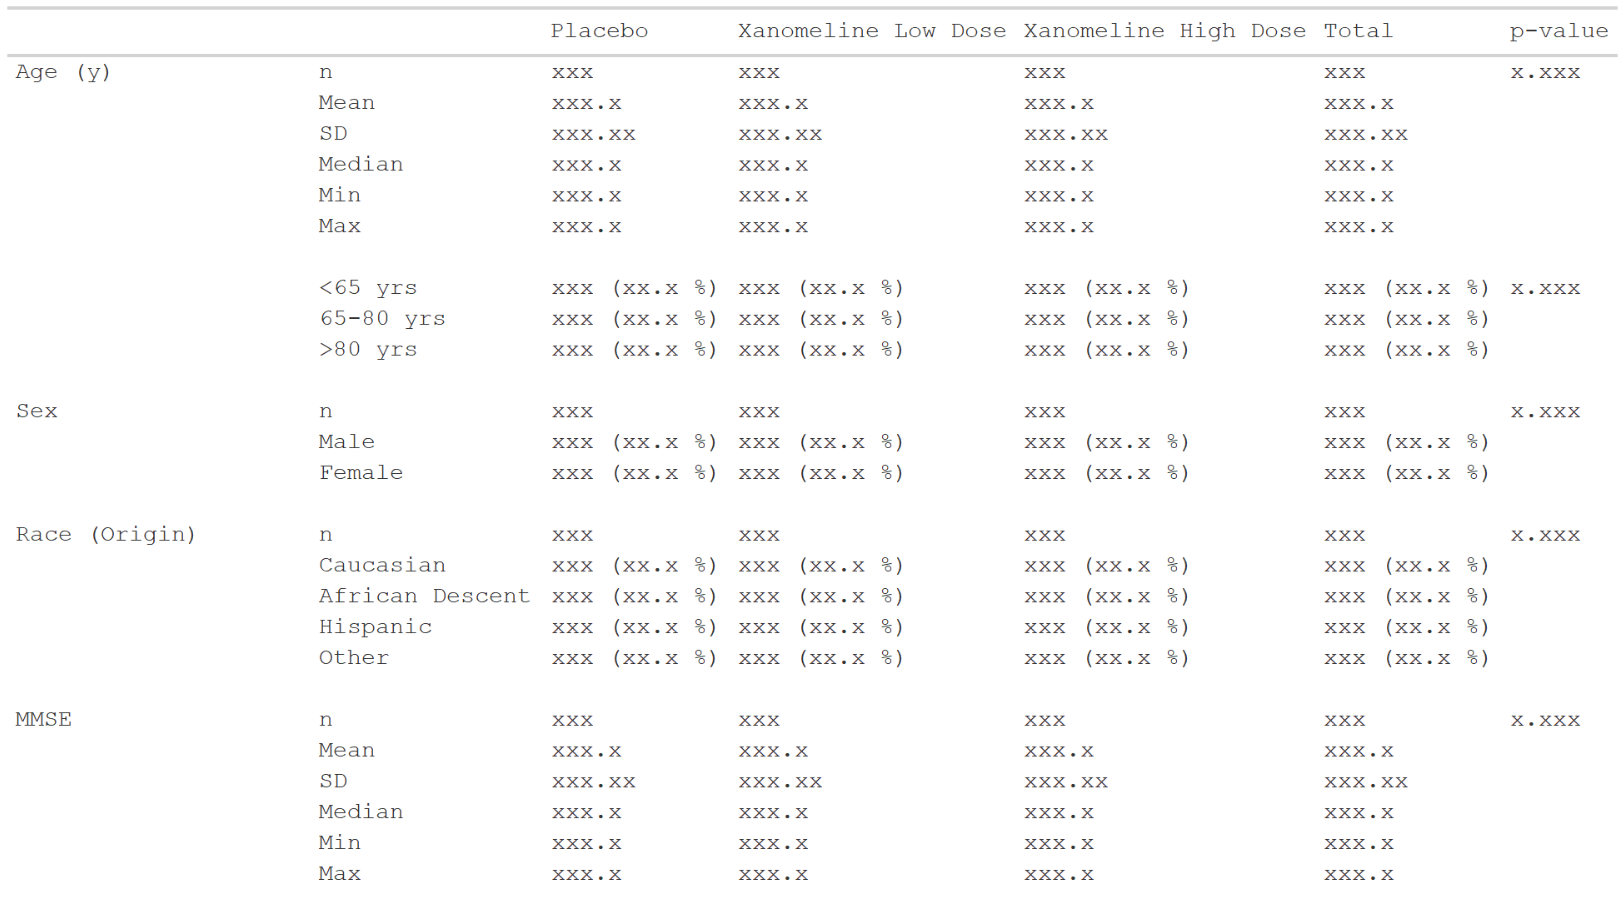 Placebo Xanomeline Low Dose Xanomeline High Dose Total p-value
Age (y) n xxx xxx xxx xxx x.xxx
Mean xxx.x xxx.x xxx.x xxx.x
SD xxx.xx xxx.xx xxx.xx xxx.xx
Median xxx.x xxx.x xxx.x xxx.x
Min xxx.x xxx.x xxx.x xxx.x
Max xxx.x xxx.x xxx.x xxx.x
<65 yrs xxx (xx.x %) xxx (xx.x %) xxx (xx.x %) xxx (xx.x %) x.xxx
65-80 yrs xxx (xx.x %) xxx (xx.x %) xxx (xx.x %) xxx (xx.x %)
>80 yrs xxx (xx.x %) xxx (xx.x %) xxx (xx.x %) xxx (xx.x %)
Sex n xxx xxx xxx xxx x.xxx
Male xxx (xx.x %) xxx (xx.x %) xxx (xx.x %) xxx (xx.x %)
Female xxx (xx.x %) xxx (xx.x %) xxx (xx.x %) xxx (xx.x %)
Race (Origin) n xxx xxx xxx xxx x.xxx
Caucasian xxx (xx.x %) xxx (xx.x %) xxx (xx.x %) xxx (xx.x %)
African Descent xxx (xx.x %) xxx (xx.x %) xxx (xx.x %) xxx (xx.x %)
Hispanic xxx (xx.x %) xxx (xx.x %) xxx (xx.x %) xxx (xx.x %)
Other xxx (xx.x %) xxx (xx.x %) xxx (xx.x %) xxx (xx.x %)
MMSE n xxx xxx xxx xxx x.xxx
Mean xxx.x xxx.x xxx.x xxx.x
SD xxx.xx xxx.xx xxx.xx xxx.xx
Median xxx.x xxx.x xxx.x xxx.x
Min xxx.x xxx.x xxx.x xxx.x
Max xxx.x xxx.x xxx.x xxx.x